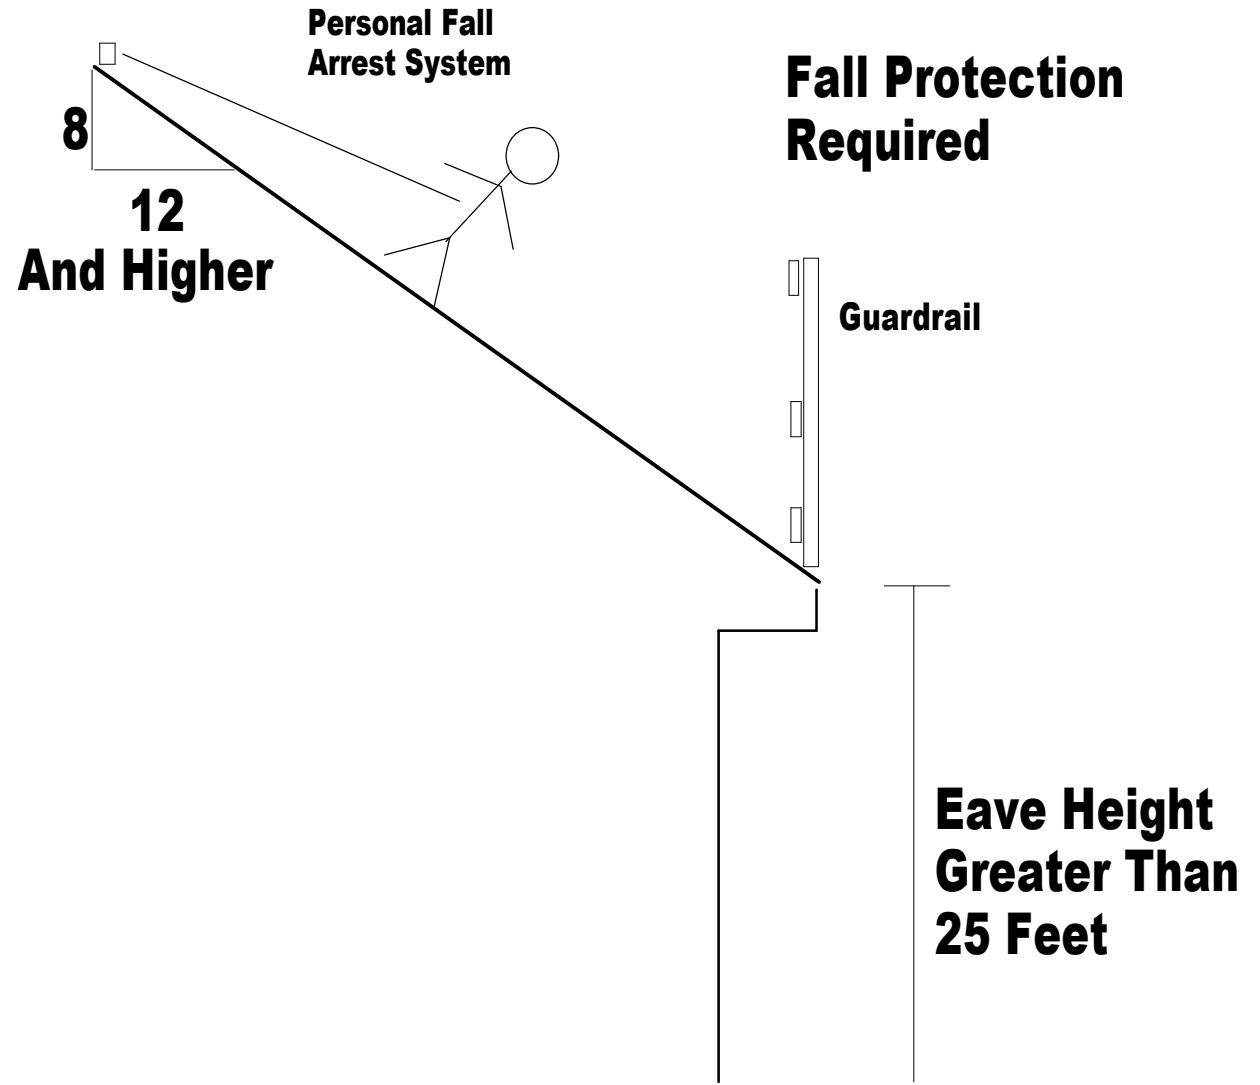 Personal Fall
Arrest System
Fall Protection
Required
8
12
And Higher
Guardrail
Eave Height
Greater Than
25 Feet